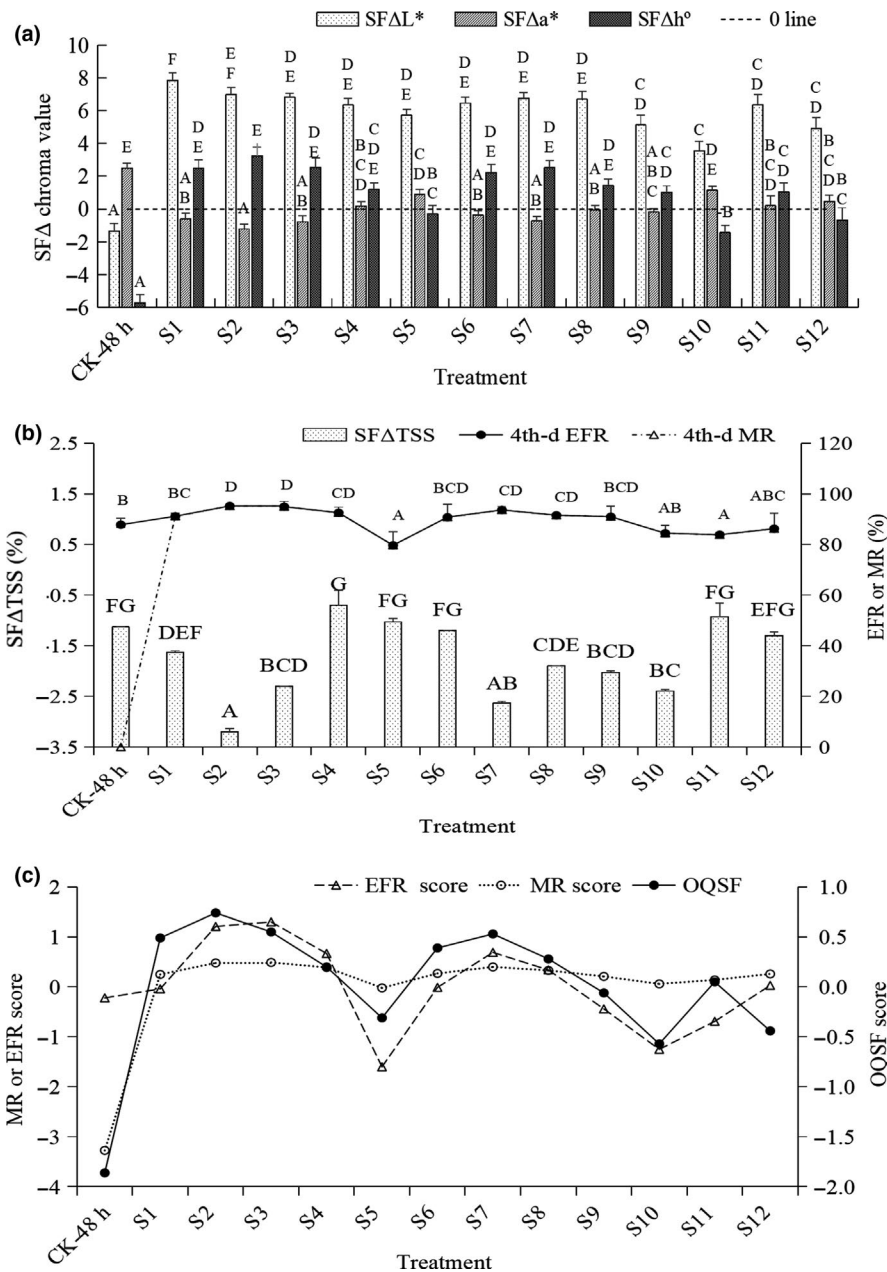 (a)
SFΔL* SFΔa* SFΔh° 0 line
SFΔ chroma value
10
8
6
4
2
0
−2
−4
−6
A E A
F A B D E
E F A E
D E A B D E
D E B C D C D E
D E C D B C
D E A B D E
D E A B D E
D E A B D E
C D A B C C D
C D E B
C D B C D C D
C D B C D B C
CK-48 h S1 S2 S3 S4 S5 S6 S7 S8 S9 S10 S11 S12
Treatment
(b)
SFΔTSS 4th-d EFR 4th-d MR
SFΔTSS (%)
2.5
1.5
0.5
-0.5
−1.5
−2.5
−3.5
EFR or MR (%)
120
100
80
60
40
20
0
B BC D D CD A BCD CD CD BCD AB A ABC
FG DEF A BCD G FG FG AB CDE BCD BC FG EFG
CK-48 h S1 S2 S3 S4 S5 S6 S7 S8 S9 S10 S11 S12
Treatment
(c)
EFR score MR score OQSF
MR or EFR score
2
1
0
−1
−2
−3
−4
OQSF score
1.0
0.5
0.0
−0.5
−1.0
−1.5
−2.0
CK-48 h S1 S2 S3 S4 S5 S6 S7 S8 S9 S10 S11 S12
Treatment